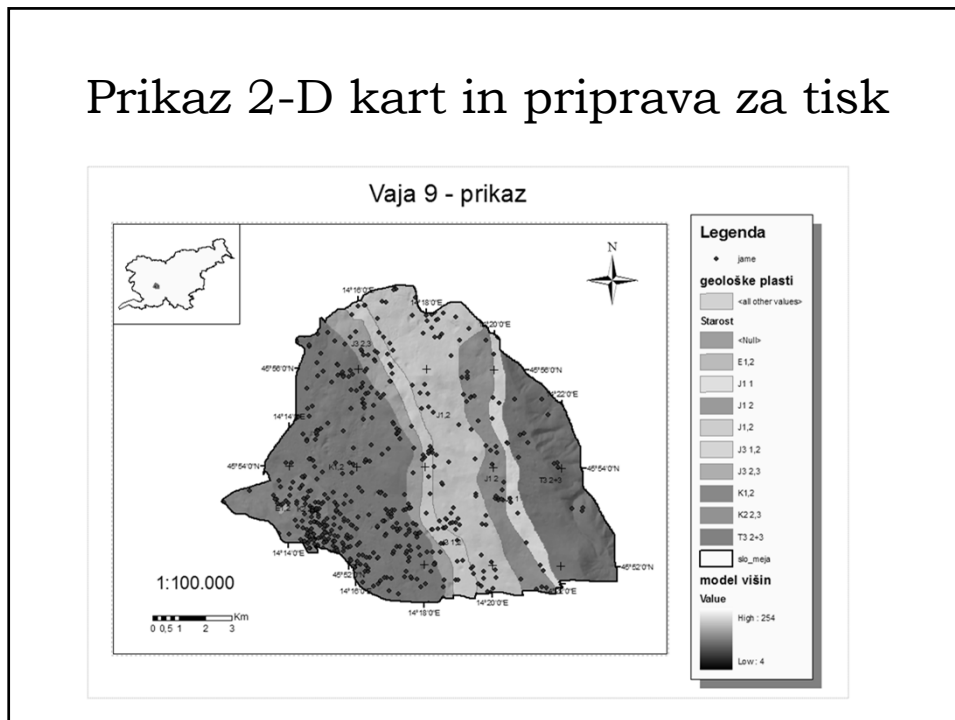 Prikaz 2-D kart in priprava za tisk
Vaja 9 - prikaz
N
14°16'0"E
14°18'0"E
20'0"E
J3 2,3
45°56'0"N
45°56'0"N
22'0"E
14°14'0"E
J1,2
45°54'0"N
K1,2
J1 2
T3 2+3
45°54'0"N
14°14'0"E
45°52'0"N
45°52'0"N
14°16'0"E
14°18'0"E
14°20'0"E
1:100.000
Km
0 0,5 1 2 3
Legenda
jame
geološke plasti
<all other values>
Starost
<Null>
E1,2
J1 1
J1 2
J1,2
J3 1,2
J3 2,3
K1,2
K2 2,3
T3 2+3
slo_meja
model višin
Value
High : 254
Low : 4